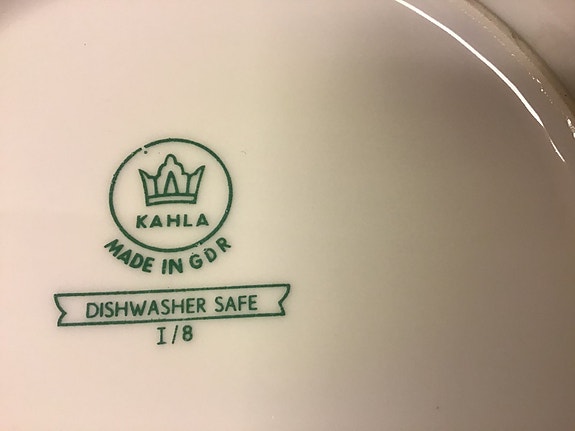 KAHLA
MADE IN GDR
DISHWASHER SAFE
I/8